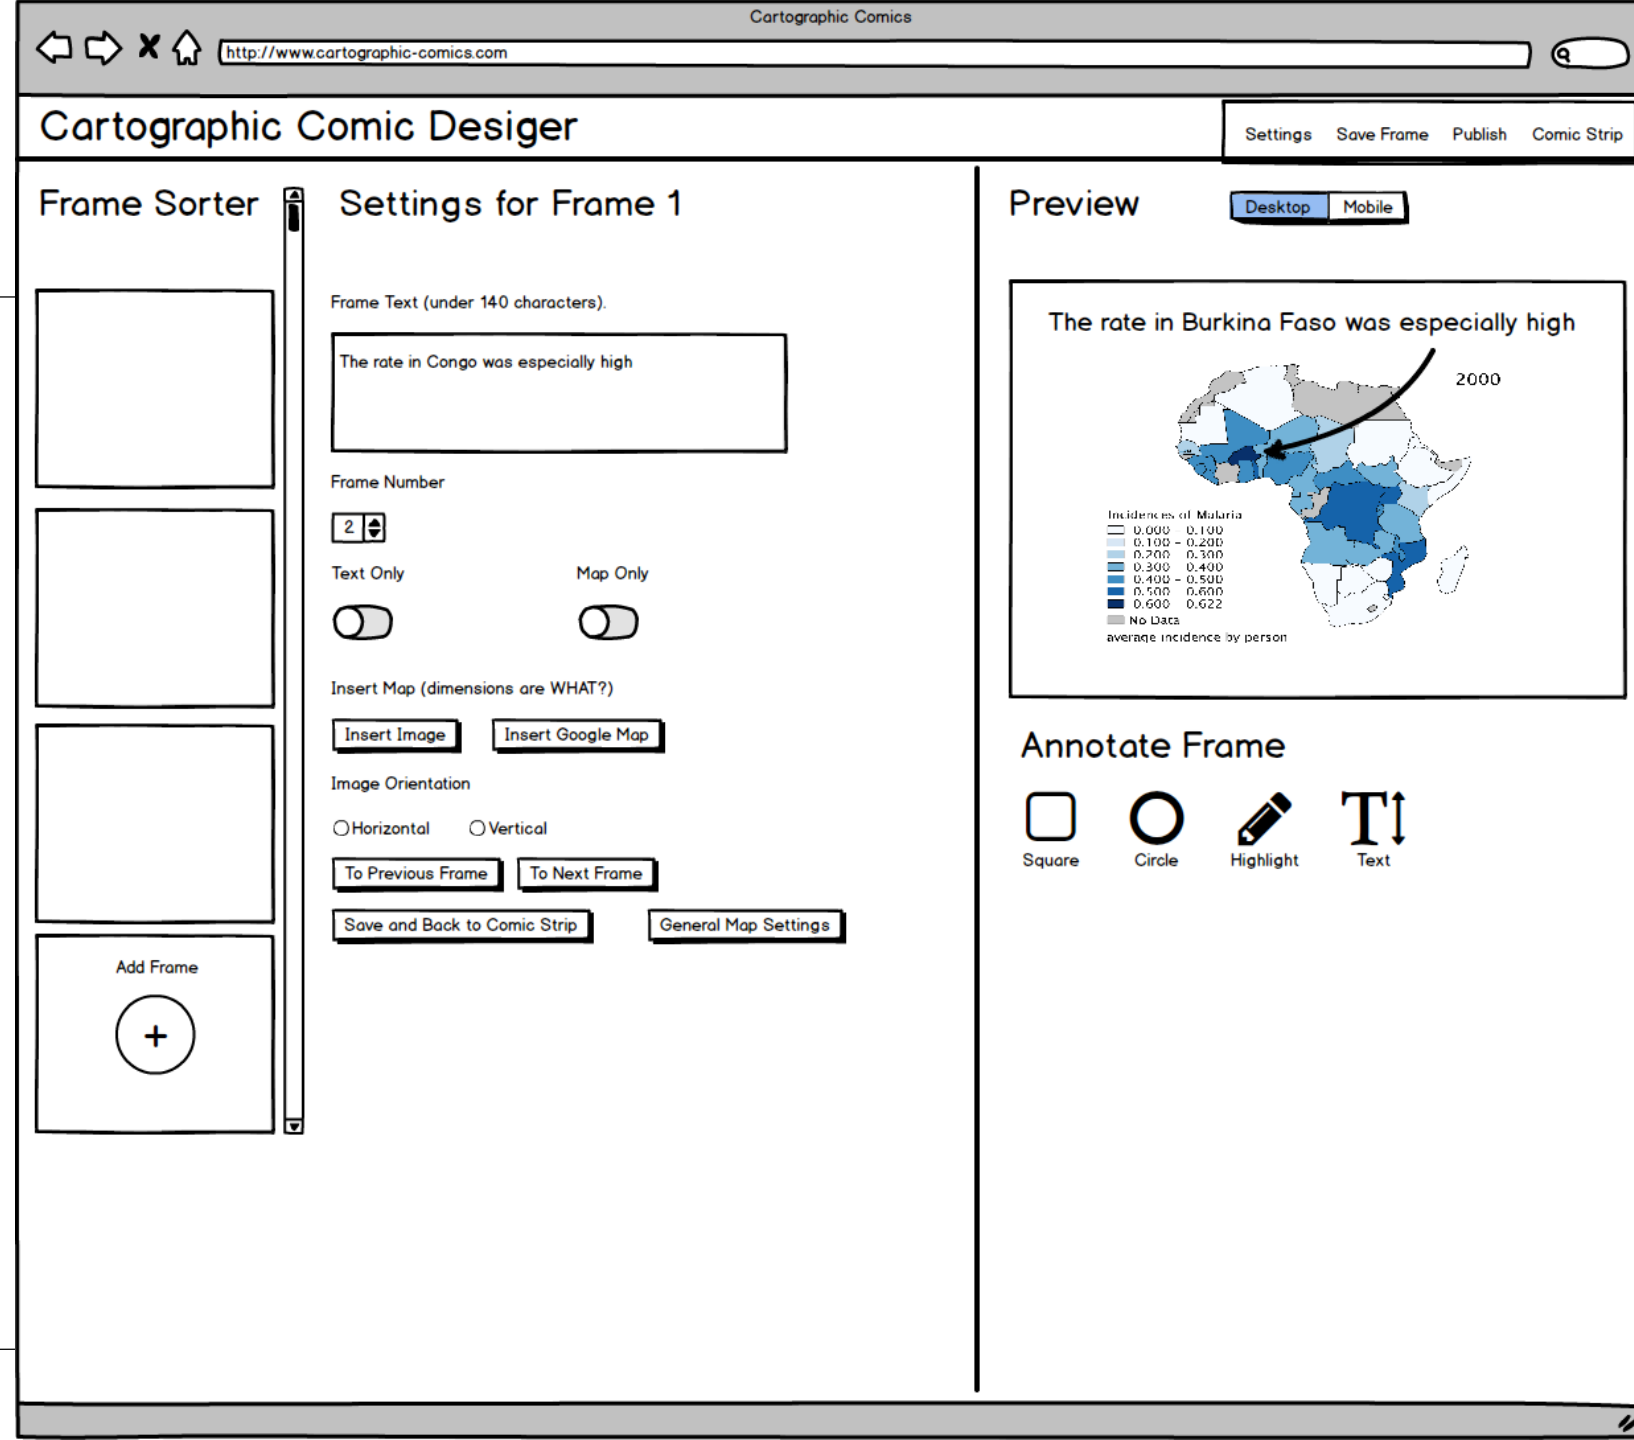 Cartographic Comics
http://www.cartographic-comics.com
Cartographic Comic Desiger
Settings Save Frame Publish Comic Strip
Frame Sorter
Add Frame
+
Settings for Frame 1
Frame Text (under 140 characters).
The rate in Congo was especially high
Frame Number
2
Text Only Map Only
Insert Map (dimensions are WHAT?)
Insert Image Insert Google Map
Image Orientation
Horizontal Vertical
To Previous Frame To Next Frame
Save and Back to Comic Strip General Map Settings
Preview
Desktop Mobile
The rate in Burkina Faso was especially high
2000
Incidences of Malaria
0.000 - 0.100
0.100 - 0.200
0.200 0.300
0.300 0.400
0.400 - 0.500
0.500 0.600
0.600 0.622
No Data
average incidence by person
Annotate Frame
T
Square Circle Highlight Text